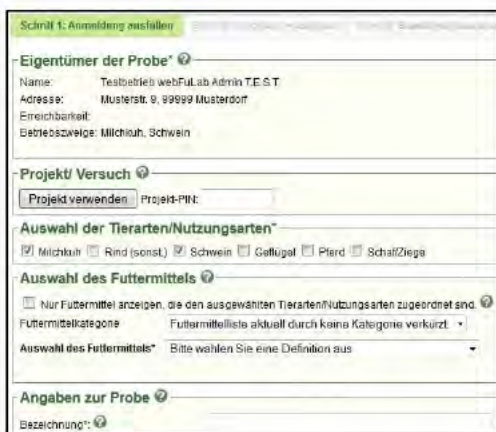 Schritt 1: Anmeldung ausfüllen
Eigentümer der Probe*
Name: Testbetrieb webFuLab Admin T.E.S.T
Adresse: Musterstr. 9, 99999 Musterdorf
Erreichbarkeit:
Betriebszweige: Milchkuh, Schwein
Projekt/ Versuch
Projekt verwenden Projekt-PIN:
Auswahl der Tierarten/Nutzungsarten*
Milchkuh Rind (sonst.) Schwein Geflügel Pferd Schaf/Ziege
Auswahl des Futtermittels
Nur Futtermittel anzeigen, die den ausgewählten Tierarten/Nutzungsarten zugeordnet sind.
Futtermittelkategorie Futtermittelliste aktuell durch keine Kategorie verkürzt.
Auswahl des Futtermittels* Bitte wählen Sie eine Definition aus
Angaben zur Probe
Bezeichnung*: